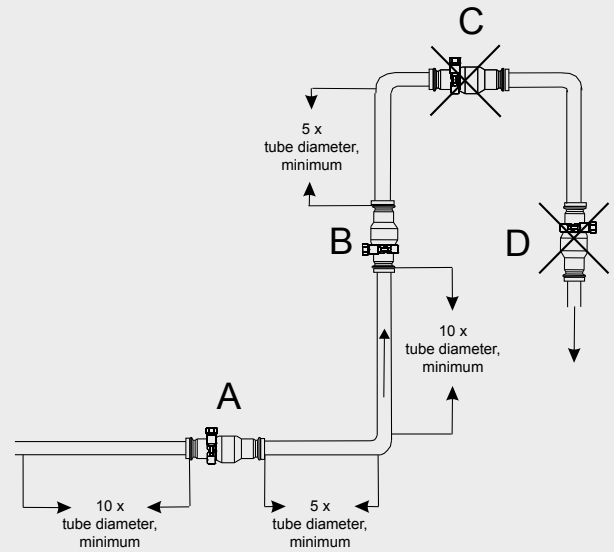 C
5 x
tube diameter,
minimum
B
D
10 x
tube diameter,
minimum
A
10 x
tube diameter,
minimum
5 x
tube diameter,
minimum